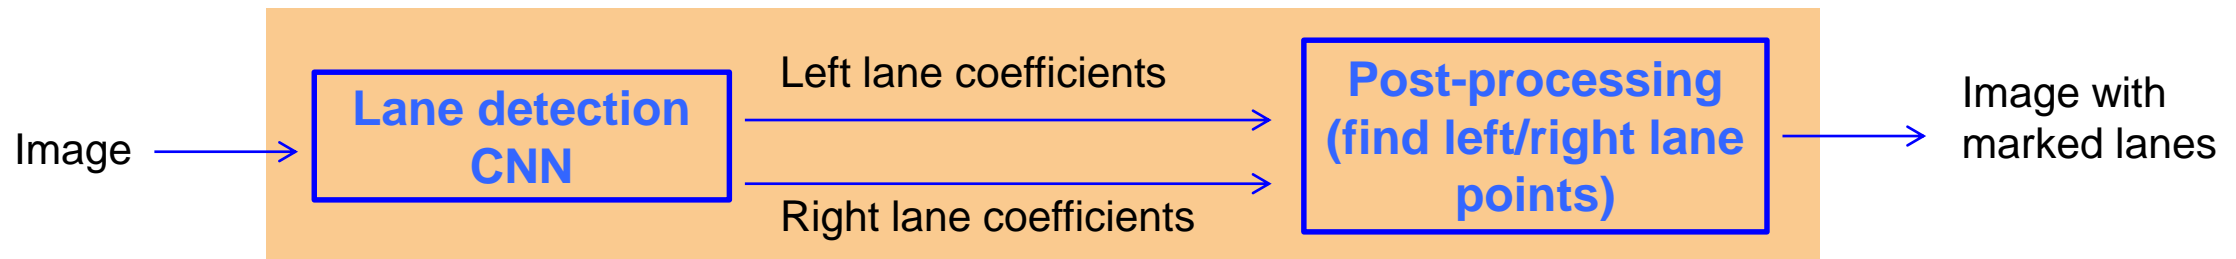 Image
Lane detection
CNN
Left lane coefficients
Right lane coefficients
Post-processing
(find left/right lane
points)
Image with
marked lanes